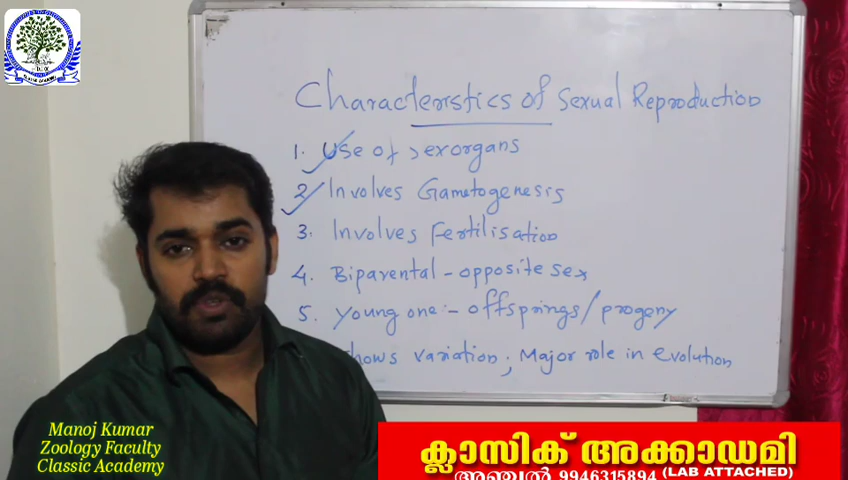 Characteristics of Sexual Reproduction
1. Use of sexorgans
2. Involves Gametogenesis
3. Involves Fertilisation
4. Biparental - opposite sex
5. Young one :- offsprings / progeny
shows variation ; Major role in evolution
Manoj Kumar
Zoology Faculty
Classic Academy
ക്ലാസിക് അക്കാഡമി
അഞ്ചൽ 9946315894 (LAB ATTACHED)